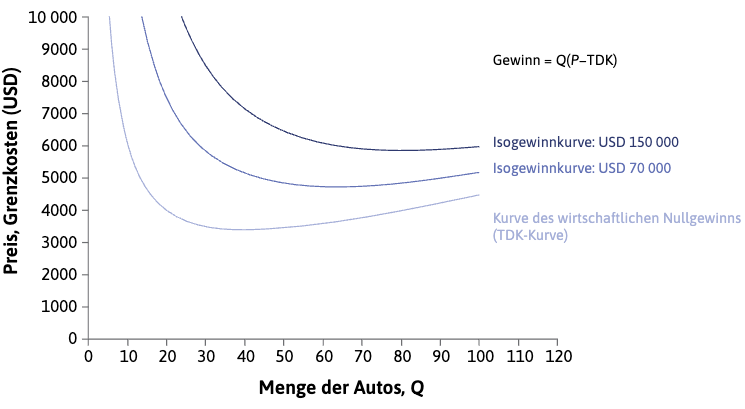 10 000
9000
8000
7000
6000
5000
4000
3000
2000
1000
0
Preis, Grenzkosten (USD)
0 10 20 30 40 50 60 70 80 90 100 110 120
Menge der Autos, Q
Gewinn = Q(P–TDK)
Isogewinnkurve: USD 150 000
Isogewinnkurve: USD 70 000
Kurve des wirtschaftlichen Nullgewinns
(TDK-Kurve)